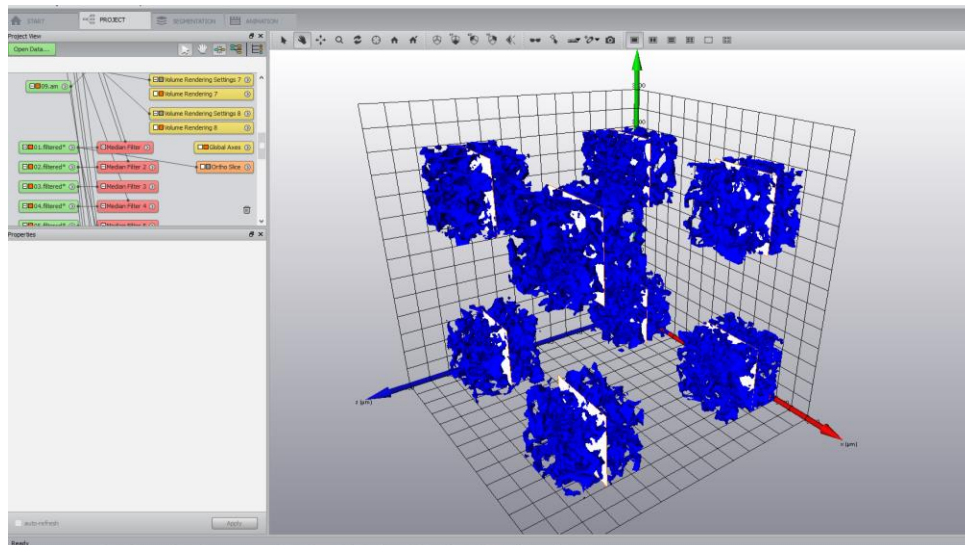 START
PROJECT
SEGMENTATION
ANIMATION
Project View
Open Data...
09.am
Volume Rendering Settings 7
Volume Rendering 7
Volume Rendering Settings 8
Volume Rendering 8
01.filtered*
Median Filter
Global Axes
02.filtered*
Median Filter 2
Ortho Slice
03.filtered*
Median Filter 3
04.filtered*
Median Filter 4
Properties
z [µm]
x [µm]
auto-refresh
Apply
Ready